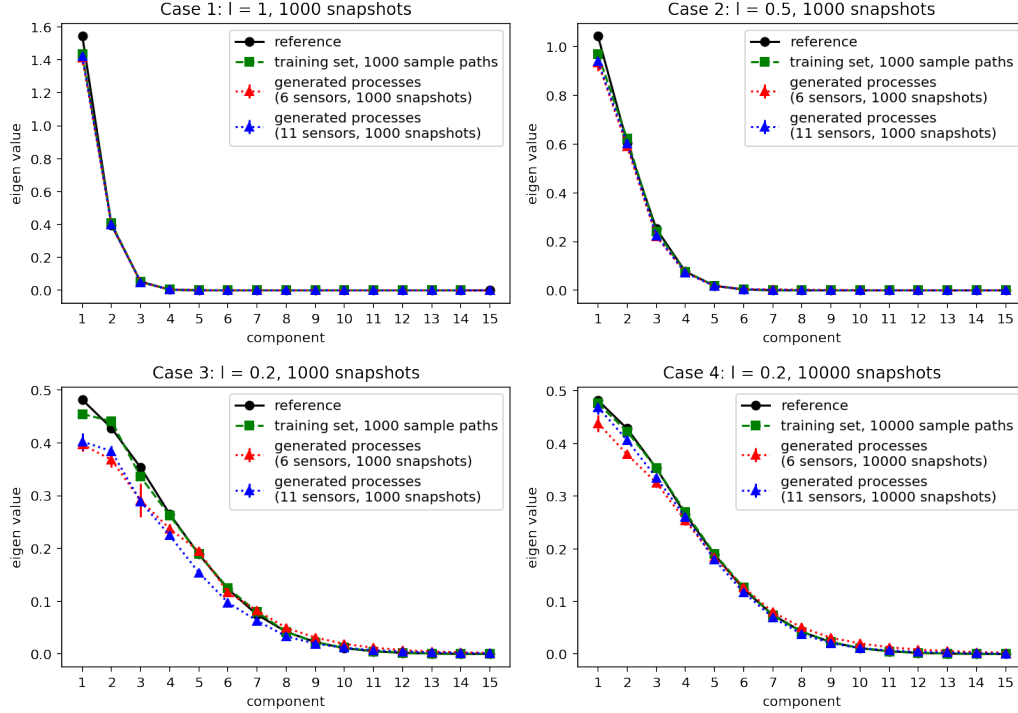 Case 1: l = 1, 1000 snapshots
eigen value
1.6
1.4
1.2
1.0
0.8
0.6
0.4
0.2
0.0
reference
training set, 1000 sample paths
generated processes
(6 sensors, 1000 snapshots)
generated processes
(11 sensors, 1000 snapshots)
1 2 3 4 5 6 7 8 9 10 11 12 13 14 15
component
Case 2: l = 0.5, 1000 snapshots
eigen value
1.0
0.8
0.6
0.4
0.2
0.0
reference
training set, 1000 sample paths
generated processes
(6 sensors, 1000 snapshots)
generated processes
(11 sensors, 1000 snapshots)
1 2 3 4 5 6 7 8 9 10 11 12 13 14 15
component
Case 3: l = 0.2, 1000 snapshots
eigen value
0.5
0.4
0.3
0.2
0.1
0.0
reference
training set, 1000 sample paths
generated processes
(6 sensors, 1000 snapshots)
generated processes
(11 sensors, 1000 snapshots)
1 2 3 4 5 6 7 8 9 10 11 12 13 14 15
component
Case 4: l = 0.2, 10000 snapshots
eigen value
0.5
0.4
0.3
0.2
0.1
0.0
reference
training set, 10000 sample paths
generated processes
(6 sensors, 10000 snapshots)
generated processes
(11 sensors, 10000 snapshots)
1 2 3 4 5 6 7 8 9 10 11 12 13 14 15
component